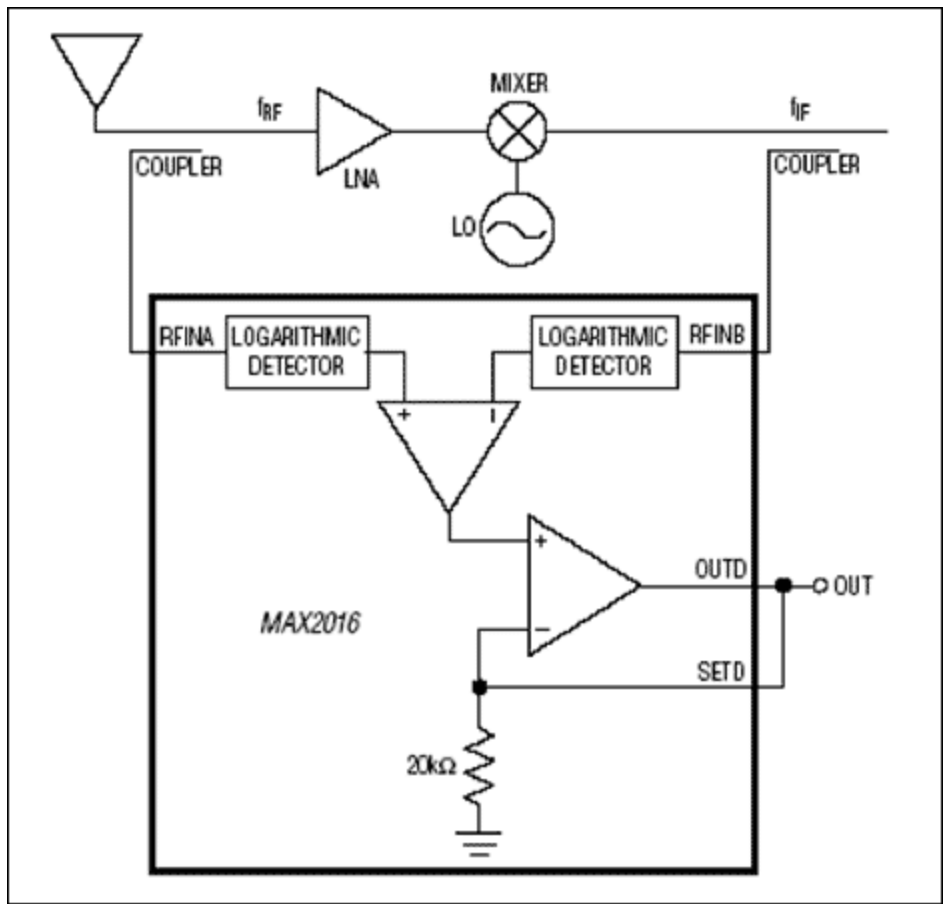 MIXER
fRF
fIF
COUPLER
LNA
COUPLER
LO
RFINA
LOGARITHMIC
DETECTOR
LOGARITHMIC
DETECTOR
RFINB
+
−
+
OUTD
OUT
MAX2016
−
SETD
20kΩ